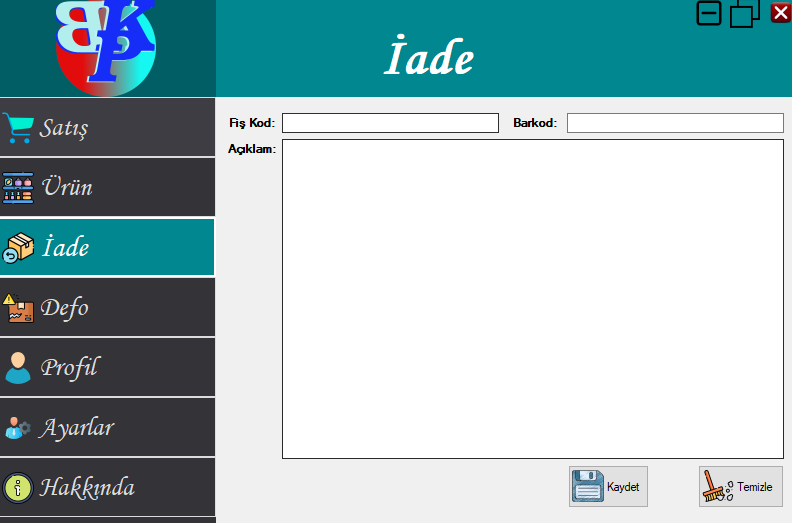 BKP
İade
Satış
Ürün
İade
Defo
Profil
Ayarlar
Hakkında
Fiş Kod:
Barkod:
Açıklam:
Kaydet
Temizle